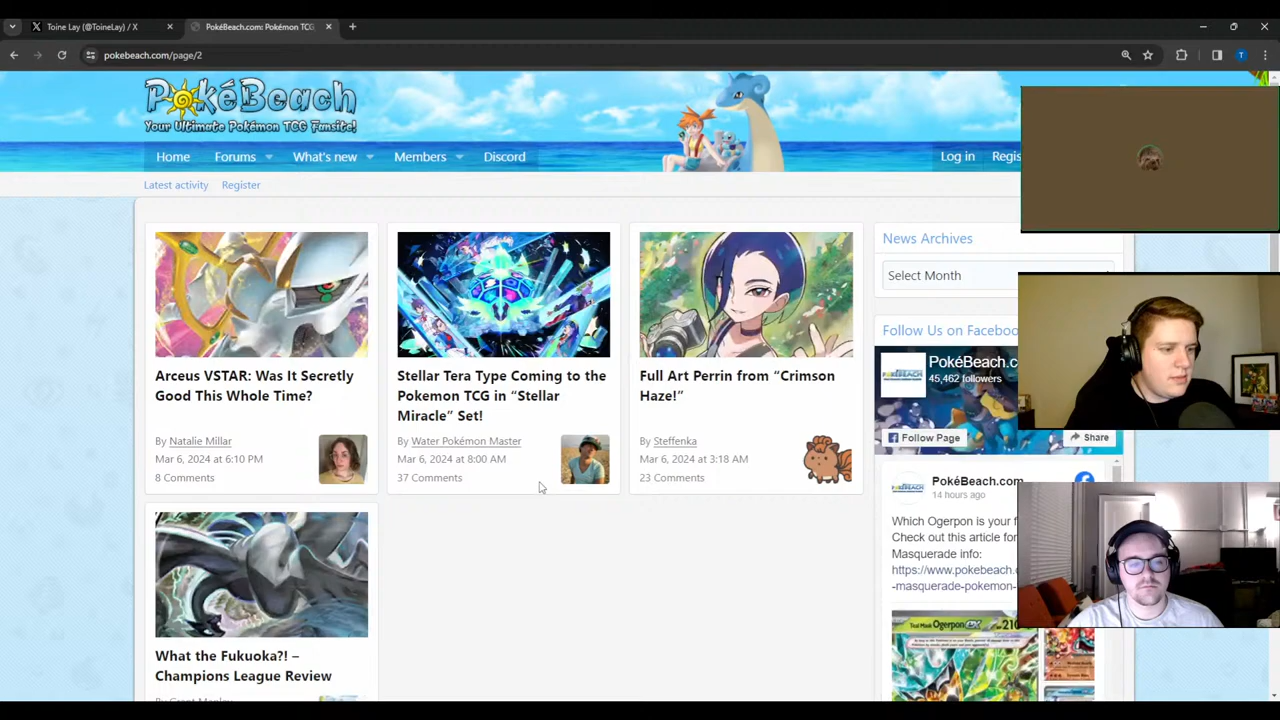 Toine Lay (@ToineLay) / X
PokéBeach.com: Pokémon TCG
pokebeach.com/page/2
T
PokéBeach
Your Ultimate Pokémon TCG Fansite!
Home
Forums
What's new
Members
Discord
Log in
Regis
Latest activity
Register
Arceus VSTAR: Was It Secretly
Good This Whole Time?
By Natalie Millar
Mar 6, 2024 at 6:10 PM
8 Comments
Stellar Tera Type Coming to the
Pokemon TCG in “Stellar
Miracle” Set!
By Water Pokémon Master
Mar 6, 2024 at 8:00 AM
37 Comments
Full Art Perrin from “Crimson
Haze!”
By Steffenka
Mar 6, 2024 at 3:18 AM
23 Comments
What the Fukuoka?! –
Champions League Review
News Archives
Select Month
Follow Us on Faceboo
PokéBeach.c
45,462 followers
Follow Page
Share
PokéBeach.com
14 hours ago
Which Ogerpon is your f
Check out this article for
Masquerade info:
https://www.pokebeach.c
-masquerade-pokemon-
Teal Mask Ogerpon ex
210